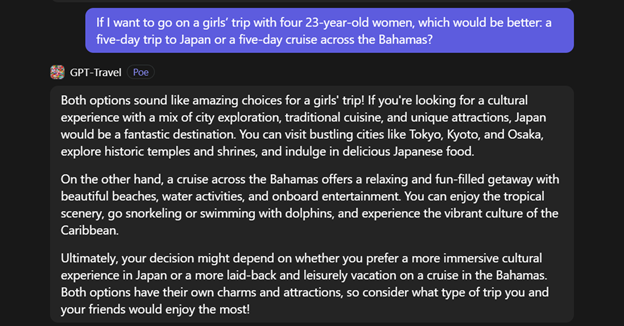 If I want to go on a girls’ trip with four 23-year-old women, which would be better: a
five-day trip to Japan or a five-day cruise across the Bahamas?
GPT-Travel Poe
Both options sound like amazing choices for a girls' trip! If you're looking for a cultural
experience with a mix of city exploration, traditional cuisine, and unique attractions, Japan
would be a fantastic destination. You can visit bustling cities like Tokyo, Kyoto, and Osaka,
explore historic temples and shrines, and indulge in delicious Japanese food.
On the other hand, a cruise across the Bahamas offers a relaxing and fun-filled getaway with
beautiful beaches, water activities, and onboard entertainment. You can enjoy the tropical
scenery, go snorkeling or swimming with dolphins, and experience the vibrant culture of the
Caribbean.
Ultimately, your decision might depend on whether you prefer a more immersive cultural
experience in Japan or a more laid-back and leisurely vacation on a cruise in the Bahamas.
Both options have their own charms and attractions, so consider what type of trip you and
your friends would enjoy the most!